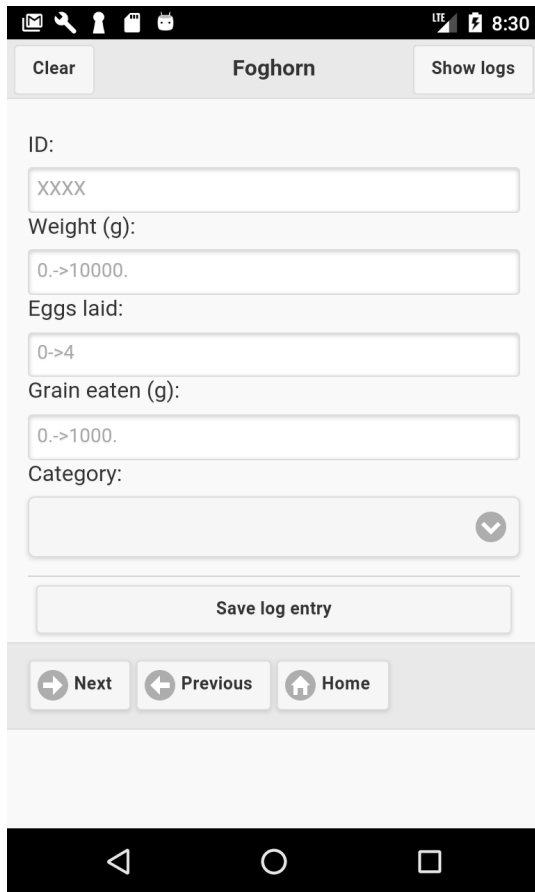 LTE 8:30
Clear Foghorn Show logs
ID:
XXXX
Weight (g):
0.->10000.
Eggs laid:
0->4
Grain eaten (g):
0.->1000.
Category:
Save log entry
Next Previous Home